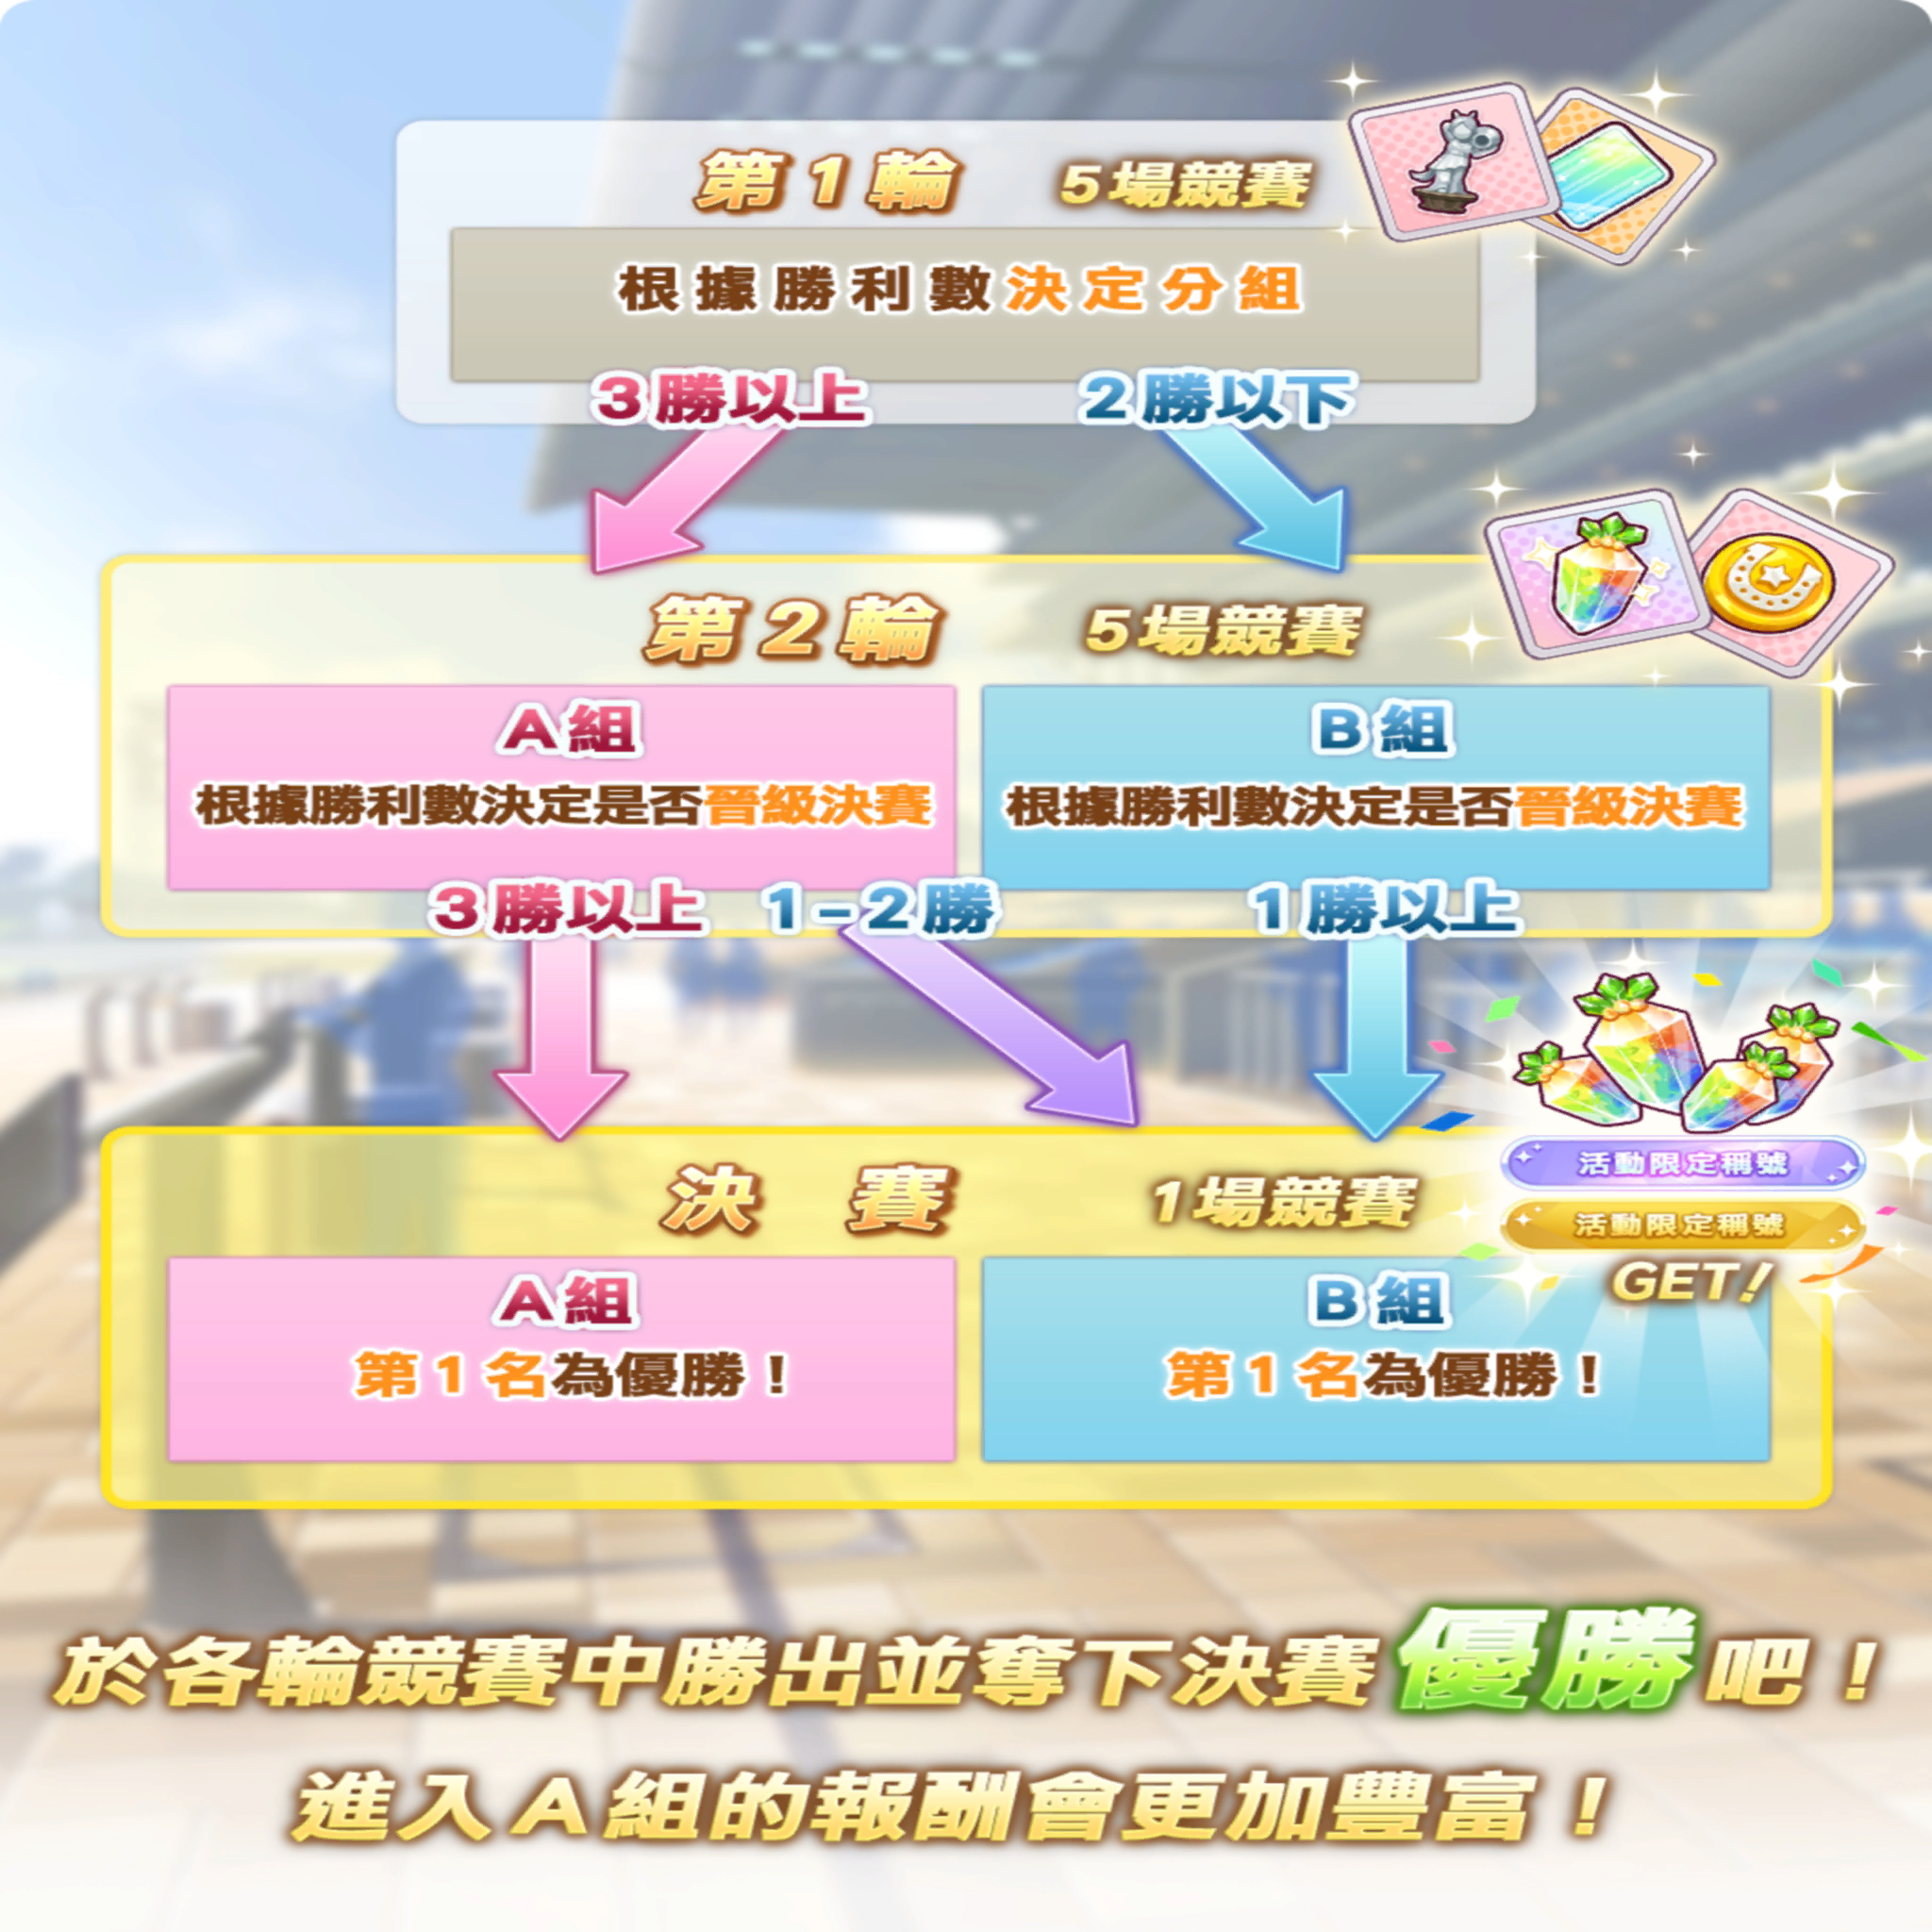 第1輪 5場競賽
根據勝利數決定分組
3勝以上 2勝以下
第2輪 5場競賽
A組
根據勝利數決定是否晉級決賽
B組
根據勝利數決定是否晉級決賽
3勝以上 1-2勝 1勝以上
決賽 1場競賽
活動限定稱號
活動限定稱號
GET!
A組
第1名為優勝！
B組
第1名為優勝！
於各輪競賽中勝出並奪下決賽優勝吧！
進入A組的報酬會更加豐富！